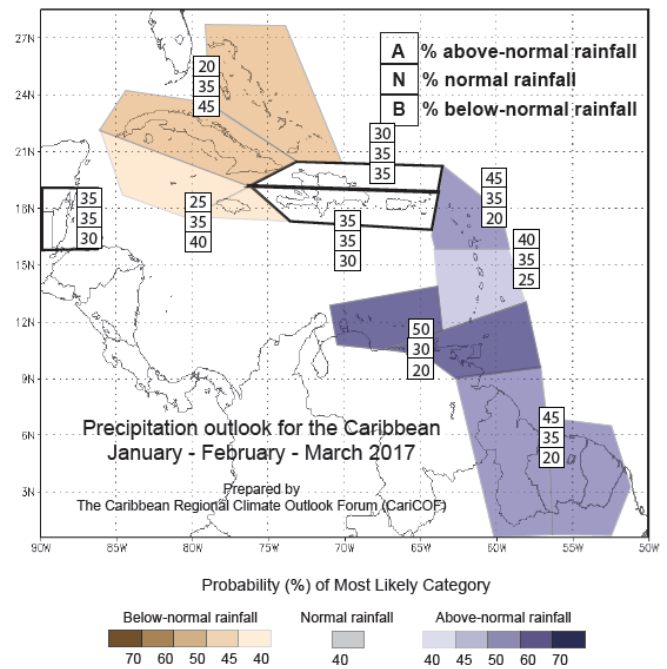 27N
24N
21N
18N
15N
12N
9N
6N
3N
A % above-normal rainfall
N % normal rainfall
B % below-normal rainfall
20
35
45
30
35
35
45
35
20
35
35
30
25
35
40
35
35
30
40
35
25
50
30
20
45
35
20
Precipitation outlook for the Caribbean
January - February - March 2017
Prepared by
The Caribbean Regional Climate Outlook Forum (CariCOF)
90W 85W 80W 75W 70W 65W 60W 55W 50W
Probability (%) of Most Likely Category
Below-normal rainfall Normal rainfall Above-normal rainfall
70 60 50 45 40 40 40 45 50 60 70